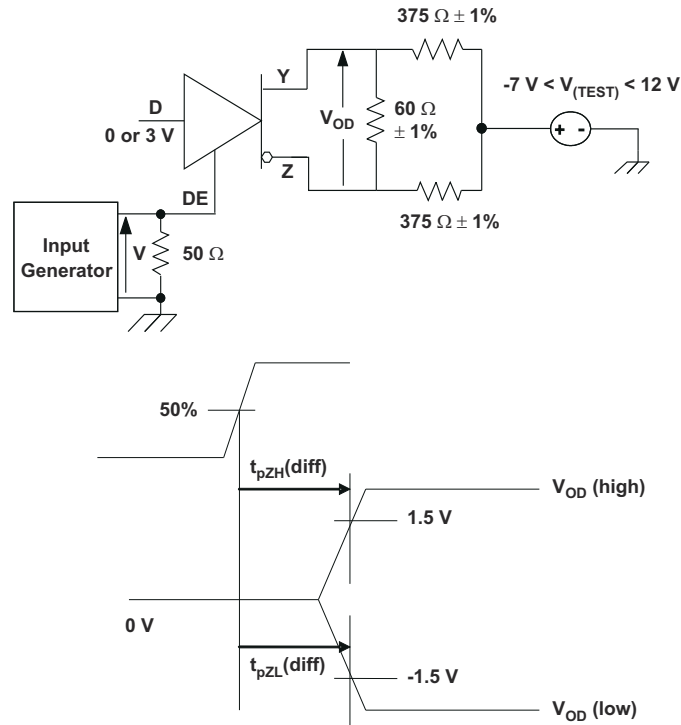 375 Ω ± 1%
Y
-7 V < V(TEST) < 12 V
D
0 or 3 V
VOD
60 Ω
± 1%
+ -
Z
DE
375 Ω ± 1%
Input
Generator
V
50 Ω
50%
tpZH(diff)
VOD (high)
1.5 V
0 V
tpZL(diff)
-1.5 V
VOD (low)